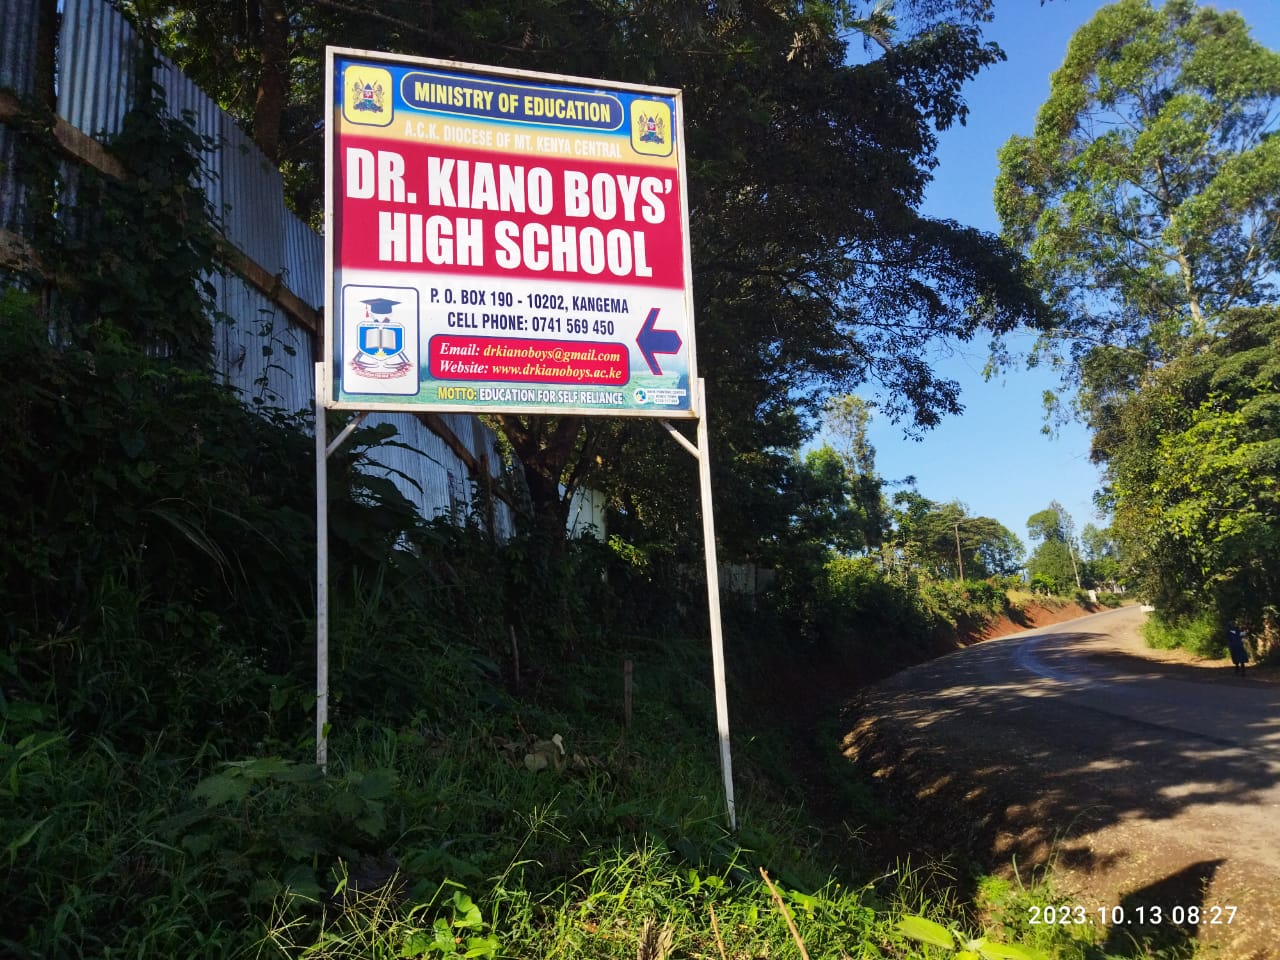 MINISTRY OF EDUCATION
A.C.K. DIOCESE OF MT. KENYA CENTRAL
DR. KIANO BOYS'
HIGH SCHOOL
P. O. BOX 190 - 10202, KANGEMA
CELL PHONE: 0741 569 450
Email: drkianoboys@gmail.com
Website: www.drkianoboys.ac.ke
MOTTO: EDUCATION FOR SELF RELIANCE
2023.10.13 08:27